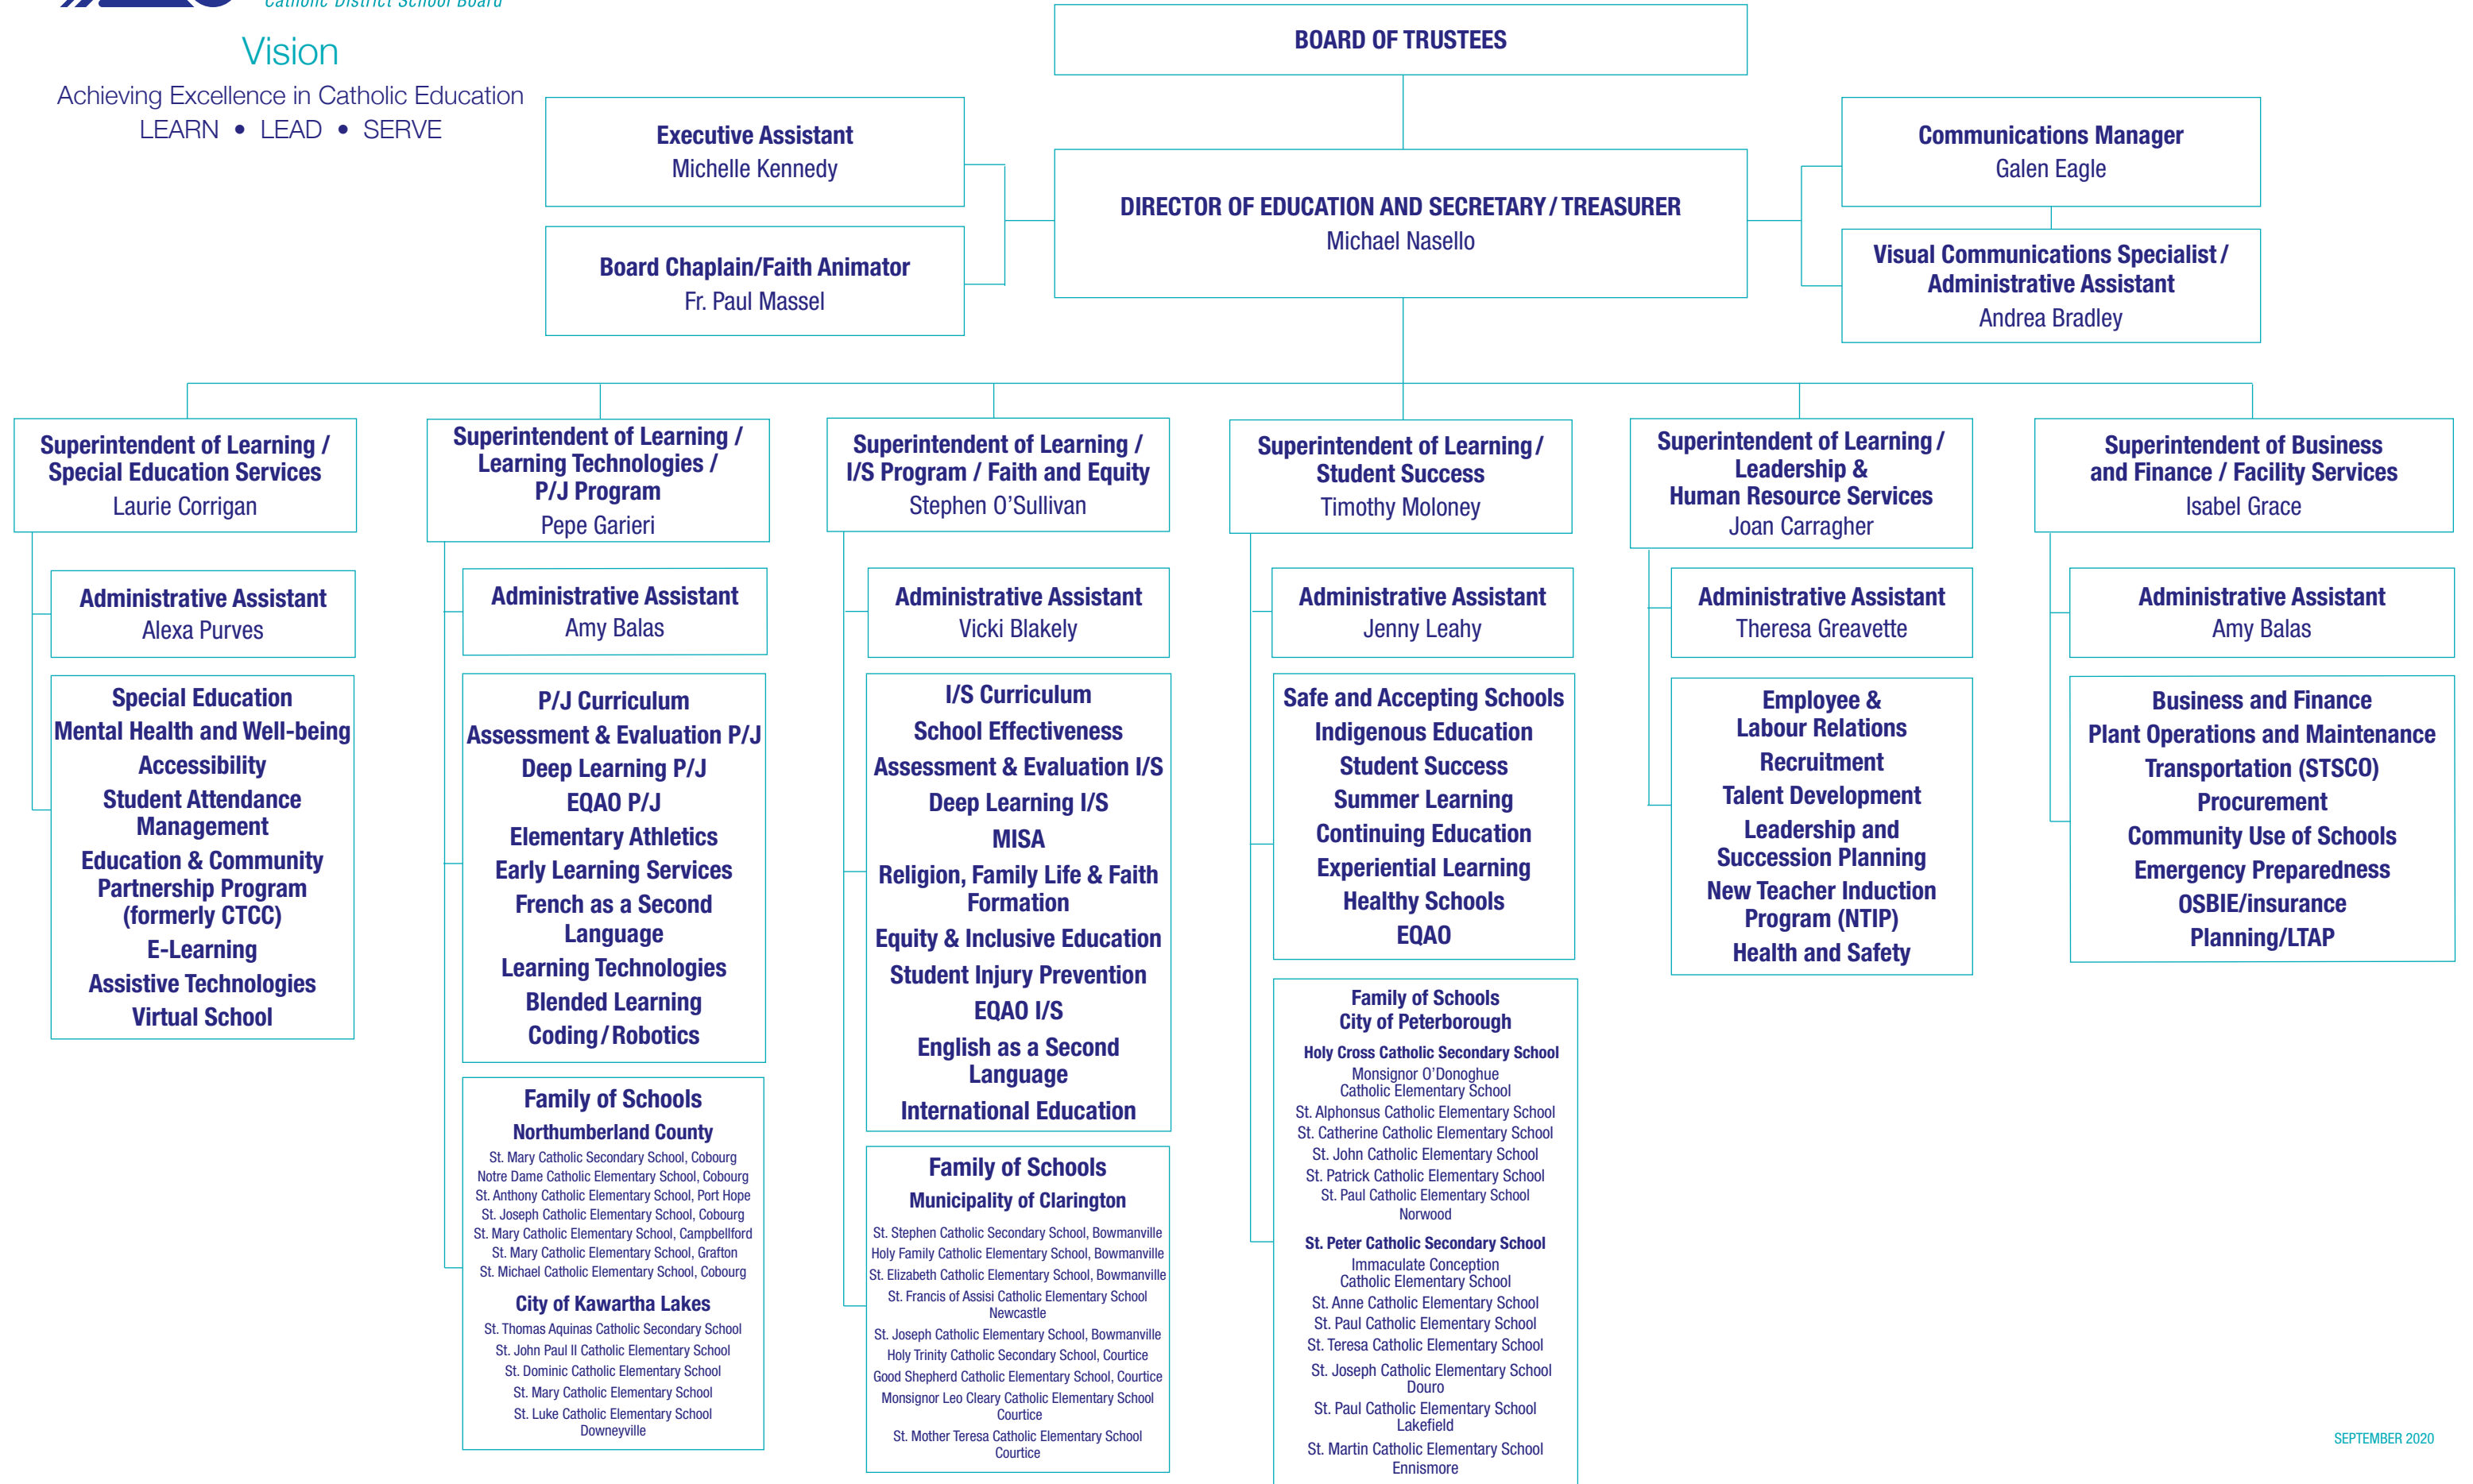 Catholic District School Board
Vision
Achieving Excellence in Catholic Education
LEARN • LEAD • SERVE
BOARD OF TRUSTEES
Executive Assistant
Michelle Kennedy
Board Chaplain/Faith Animator
Fr. Paul Massel
DIRECTOR OF EDUCATION AND SECRETARY / TREASURER
Michael Nasello
Communications Manager
Galen Eagle
Visual Communications Specialist /
Administrative Assistant
Andrea Bradley
Superintendent of Learning /
Special Education Services
Laurie Corrigan
Administrative Assistant
Alexa Purves
Special Education
Mental Health and Well-being
Accessibility
Student Attendance
Management
Education & Community
Partnership Program
(formerly CTCC)
E-Learning
Assistive Technologies
Virtual School
Superintendent of Learning /
Learning Technologies /
P/J Program
Pepe Garieri
Administrative Assistant
Amy Balas
P/J Curriculum
Assessment & Evaluation P/J
Deep Learning P/J
EQAO P/J
Elementary Athletics
Early Learning Services
French as a Second
Language
Learning Technologies
Blended Learning
Coding / Robotics
Family of Schools
Northumberland County
St. Mary Catholic Secondary School, Cobourg
Notre Dame Catholic Elementary School, Cobourg
St. Anthony Catholic Elementary School, Port Hope
St. Joseph Catholic Elementary School, Cobourg
St. Mary Catholic Elementary School, Campbellford
St. Mary Catholic Elementary School, Grafton
St. Michael Catholic Elementary School, Cobourg
City of Kawartha Lakes
St. Thomas Aquinas Catholic Secondary School
St. John Paul II Catholic Elementary School
St. Dominic Catholic Elementary School
St. Mary Catholic Elementary School
St. Luke Catholic Elementary School
Downeyville
Superintendent of Learning /
I/S Program / Faith and Equity
Stephen O'Sullivan
Administrative Assistant
Vicki Blakely
I/S Curriculum
School Effectiveness
Assessment & Evaluation I/S
Deep Learning I/S
MISA
Religion, Family Life & Faith
Formation
Equity & Inclusive Education
Student Injury Prevention
EQAO I/S
English as a Second
Language
International Education
Family of Schools
Municipality of Clarington
St. Stephen Catholic Secondary School, Bowmanville
Holy Family Catholic Elementary School, Bowmanville
St. Elizabeth Catholic Elementary School, Bowmanville
St. Francis of Assisi Catholic Elementary School
Newcastle
St. Joseph Catholic Elementary School, Bowmanville
Holy Trinity Catholic Secondary School, Courtice
Good Shepherd Catholic Elementary School, Courtice
Monsignor Leo Cleary Catholic Elementary School
Courtice
St. Mother Teresa Catholic Elementary School
Courtice
Superintendent of Learning /
Student Success
Timothy Moloney
Administrative Assistant
Jenny Leahy
Safe and Accepting Schools
Indigenous Education
Student Success
Summer Learning
Continuing Education
Experiential Learning
Healthy Schools
EQAO
Family of Schools
City of Peterborough
Holy Cross Catholic Secondary School
Monsignor O'Donoghue
Catholic Elementary School
St. Alphonsus Catholic Elementary School
St. Catherine Catholic Elementary School
St. John Catholic Elementary School
St. Patrick Catholic Elementary School
St. Paul Catholic Elementary School
Norwood
St. Peter Catholic Secondary School
Immaculate Conception
Catholic Elementary School
St. Anne Catholic Elementary School
St. Paul Catholic Elementary School
St. Teresa Catholic Elementary School
St. Joseph Catholic Elementary School
Douro
St. Paul Catholic Elementary School
Lakefield
St. Martin Catholic Elementary School
Ennismore
Superintendent of Learning /
Leadership &
Human Resource Services
Joan Carragher
Administrative Assistant
Theresa Greavette
Employee &
Labour Relations
Recruitment
Talent Development
Leadership and
Succession Planning
New Teacher Induction
Program (NTIP)
Health and Safety
Superintendent of Business
and Finance / Facility Services
Isabel Grace
Administrative Assistant
Amy Balas
Business and Finance
Plant Operations and Maintenance
Transportation (STSCO)
Procurement
Community Use of Schools
Emergency Preparedness
OSBIE/insurance
Planning/LTAP
SEPTEMBER 2020